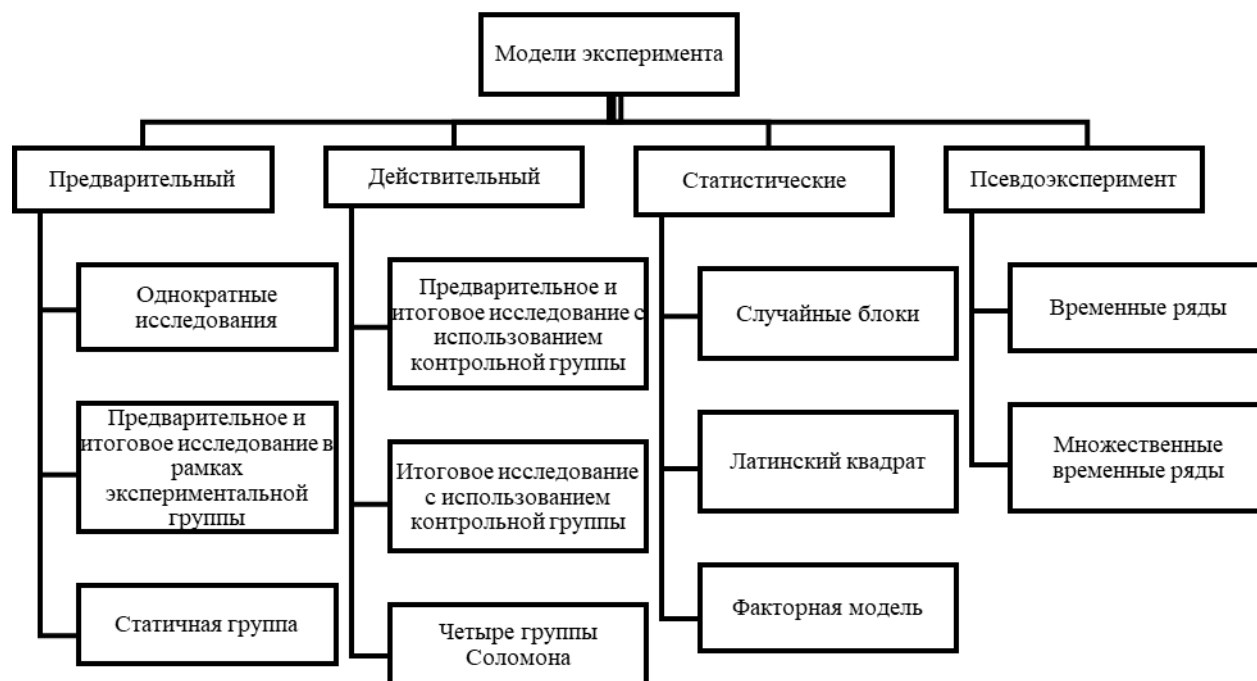 Модели эксперимента
Предварительный
Действительный
Статистические
Псевдоэксперимент
Однократные
исследования
Предварительное и
итоговое исследование в
рамках
экспериментальной
группы
Статичная группа
Предварительное и
итоговое исследование с
использованием
контрольной группы
Итоговое исследование
с использованием
контрольной группы
Четыре группы
Соломона
Случайные блоки
Латинский квадрат
Факторная модель
Временные ряды
Множественные
временные ряды